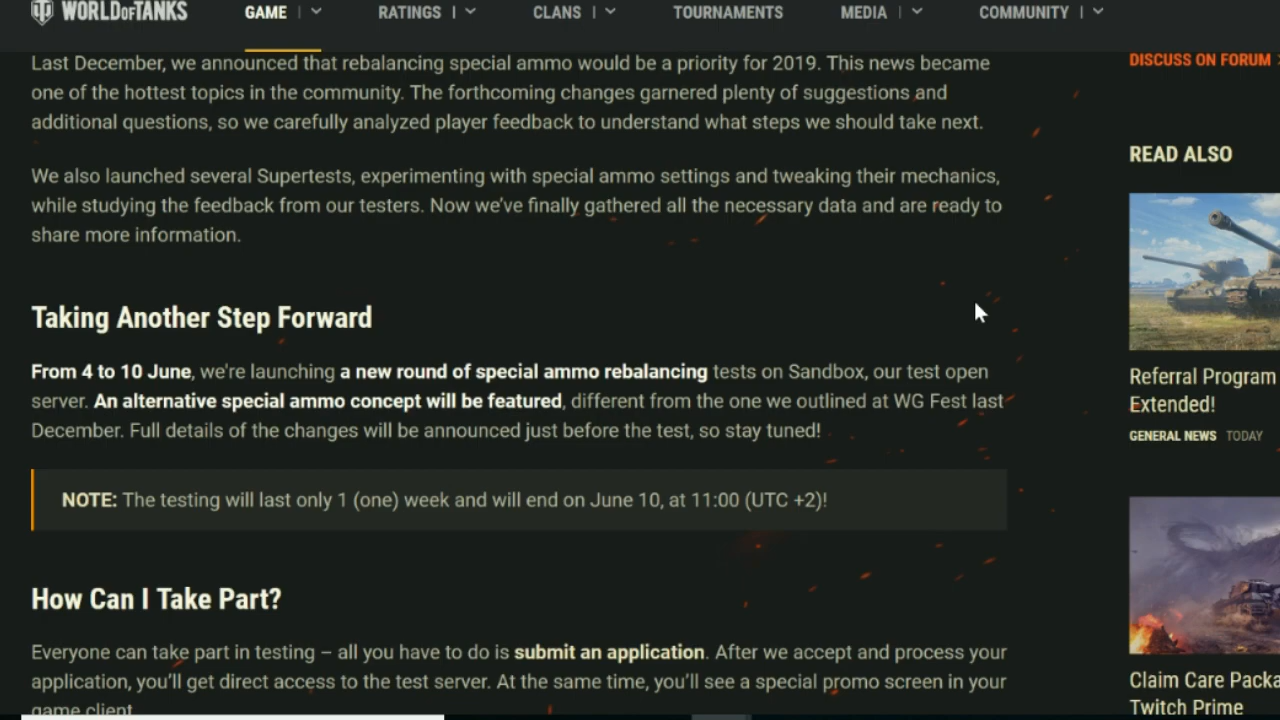 WORLD OF TANKS
GAME
RATINGS
CLANS
TOURNAMENTS
MEDIA
COMMUNITY
Last December, we announced that rebalancing special ammo would be a priority for 2019. This news became
one of the hottest topics in the community. The forthcoming changes garnered plenty of suggestions and
additional questions, so we carefully analyzed player feedback to understand what steps we should take next.
We also launched several Supertests, experimenting with special ammo settings and tweaking their mechanics,
while studying the feedback from our testers. Now we've finally gathered all the necessary data and are ready to
share more information.
Taking Another Step Forward
From 4 to 10 June, we're launching a new round of special ammo rebalancing tests on Sandbox, our test open
server. An alternative special ammo concept will be featured, different from the one we outlined at WG Fest last
December. Full details of the changes will be announced just before the test, so stay tuned!
NOTE: The testing will last only 1 (one) week and will end on June 10, at 11:00 (UTC +2)!
How Can I Take Part?
Everyone can take part in testing – all you have to do is submit an application. After we accept and process your
application, you'll get direct access to the test server. At the same time, you'll see a special promo screen in your
game client.
DISCUSS ON FORUM
READ ALSO
Referral Program
Extended!
GENERAL NEWS TODAY
Claim Care Packa
Twitch Prime